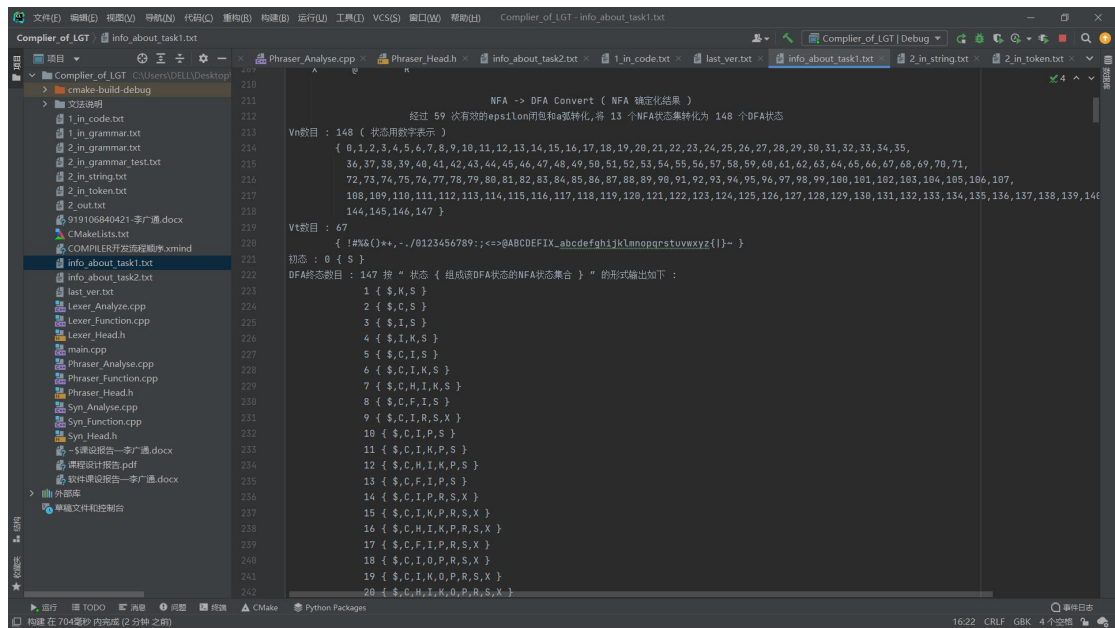 文件(F) 编辑(E) 视图(V) 导航(N) 代码(C) 重构(R) 构建(B) 运行(U) 工具(T) VCS(S) 窗口(W) 帮助(H) Complier_of_LGT - info_about_task1.txt
Complier_of_LGT info_about_task1.txt
Complier_of_LGT | Debug
项目
Phraser_Analyse.cpp Phraser_Head.h info_about_task2.txt 1_in_code.txt last_ver.txt info_about_task1.txt 2_in_string.txt 2_in_token.txt
Complier_of_LGT C:\Users\DELL\Desktop\
cmake-build-debug
文法说明
1_in_code.txt
1_in_grammar.txt
2_in_grammar.txt
2_in_grammar_test.txt
2_in_string.txt
2_in_token.txt
2_out.txt
919106840421-李广通.docx
CMakeLists.txt
COMPILER开发流程顺序.xmind
info_about_task1.txt
info_about_task2.txt
last_ver.txt
Lexer_Analyze.cpp
Lexer_Function.cpp
Lexer_Head.h
main.cpp
Phraser_Analyse.cpp
Phraser_Function.cpp
Phraser_Head.h
Syn_Analyse.cpp
Syn_Function.cpp
Syn_Head.h
~$课设报告—李广通.docx
课程设计报告.pdf
软件课设报告—李广通.docx
外部库
草稿文件和控制台
项目
结构
收藏夹
数据库
4
209 X @ R
210
211 NFA -> DFA Convert ( NFA 确定化结果 )
212 经过 59 次有效的epsilon闭包和a弧转化,将 13 个NFA状态集转化为 148 个DFA状态
213 Vn数目 : 148 ( 状态用数字表示 )
214 { 0,1,2,3,4,5,6,7,8,9,10,11,12,13,14,15,16,17,18,19,20,21,22,23,24,25,26,27,28,29,30,31,32,33,34,35,
215 36,37,38,39,40,41,42,43,44,45,46,47,48,49,50,51,52,53,54,55,56,57,58,59,60,61,62,63,64,65,66,67,68,69,70,71,
216 72,73,74,75,76,77,78,79,80,81,82,83,84,85,86,87,88,89,90,91,92,93,94,95,96,97,98,99,100,101,102,103,104,105,106,107,
217 108,109,110,111,112,113,114,115,116,117,118,119,120,121,122,123,124,125,126,127,128,129,130,131,132,133,134,135,136,137,138,139,140
218 144,145,146,147 }
219 Vt数目 : 67
220 { !#%&()*+,-./0123456789:;<=>@ABCDEFIX_abcdefghijklmnopqrstuvwxyz{|}~ }
221 初态 : 0 { S }
222 DFA终态数目 : 147 按 “ 状态 { 组成该DFA状态的NFA状态集合 } ” 的形式输出如下 :
223 1 { $,K,S }
224 2 { $,C,S }
225 3 { $,I,S }
226 4 { $,I,K,S }
227 5 { $,C,I,S }
228 6 { $,C,I,K,S }
229 7 { $,C,H,I,K,S }
230 8 { $,C,F,I,S }
231 9 { $,C,I,R,S,X }
232 10 { $,C,I,P,S }
233 11 { $,C,I,K,P,S }
234 12 { $,C,H,I,K,P,S }
235 13 { $,C,F,I,P,S }
236 14 { $,C,I,P,R,S,X }
237 15 { $,C,I,K,P,R,S,X }
238 16 { $,C,H,I,K,P,R,S,X }
239 17 { $,C,F,I,P,R,S,X }
240 18 { $,C,I,O,P,R,S,X }
241 19 { $,C,I,K,O,P,R,S,X }
242 20 { $,C,H,I,K,O,P,R,S,X }
运行 TODO 消息 问题 终端 CMake Python Packages 事件日志
构建 在 704毫秒 内完成 (2 分钟 之前) 16:22 CRLF GBK 4 个空格